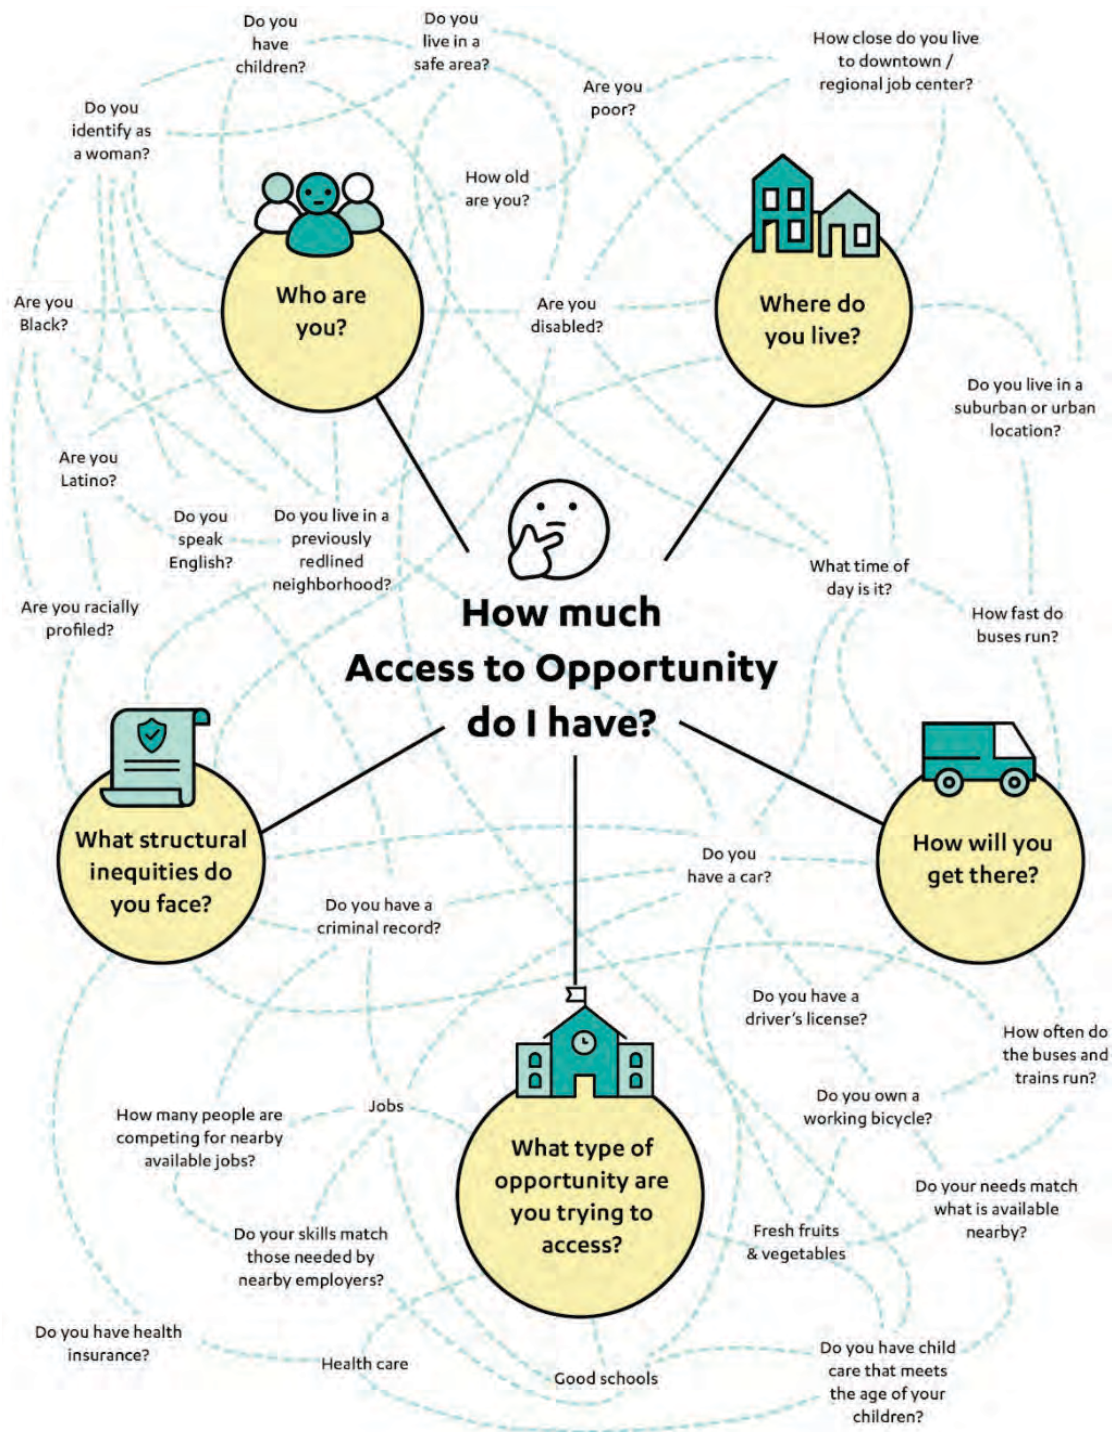 Do you
have
children?
Do you
live in a
safe area?
How close do you live
to downtown /
regional job center?
Are you
poor?
Do you
identify as
a woman?
How old
are you?
Who are
you?
Where do
you live?
Are you
Black?
Are you
disabled?
Do you live in a
suburban or urban
location?
Are you
Latino?
Do you
speak
English?
Do you live in a
previously
redlined
neighborhood?
What time of
day is it?
Are you racially
profiled?
How fast do
buses run?
How much
Access to Opportunity
do I have?
What structural
inequities do
you face?
How will you
get there?
Do you
have a car?
Do you have a
criminal record?
Do you have a
driver's license?
How often do
the buses and
trains run?
How many people are
competing for nearby
available jobs?
Jobs
Do you own a
working bicycle?
What type of
opportunity are
you trying to
access?
Do your needs match
what is available
nearby?
Do your skills match
those needed by
nearby employers?
Fresh fruits
& vegetables
Do you have health
insurance?
Health care
Good schools
Do you have child
care that meets
the age of your
children?